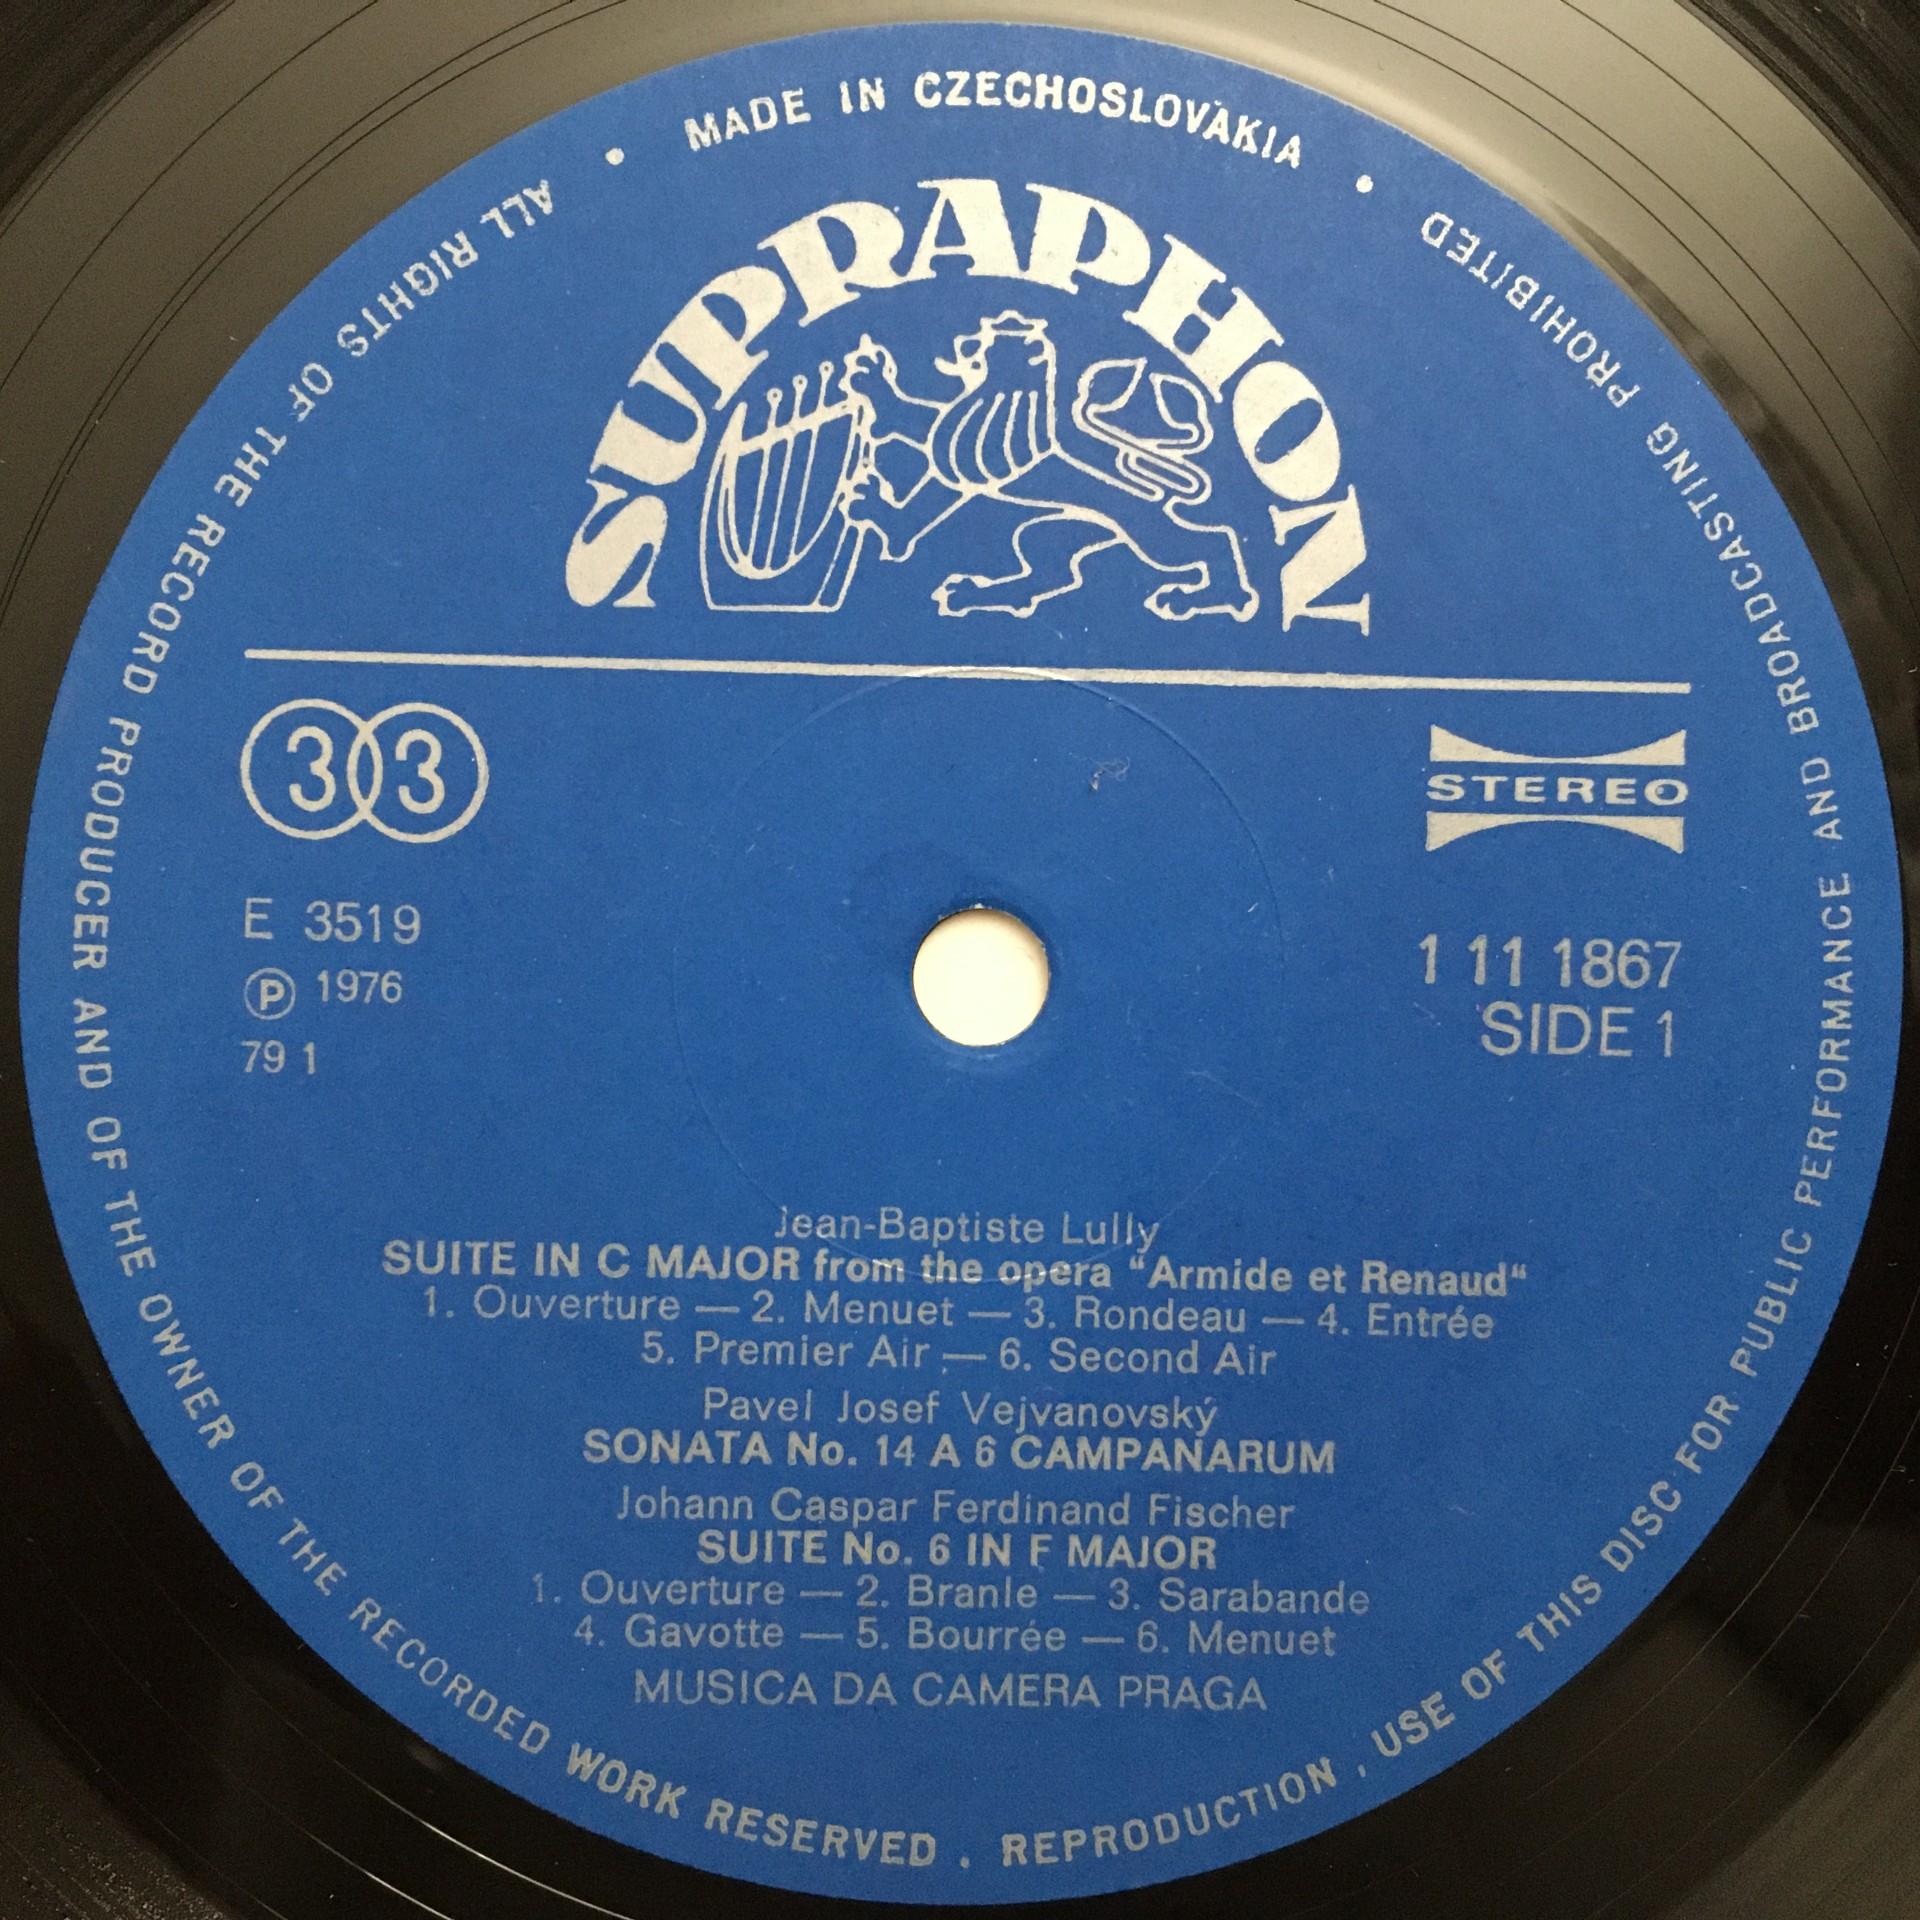 MADE IN CZECHOSLOVAKIA
SUPRAPHON
33
STEREO
E 3519
Ⓟ 1976
79 1
1 11 1867
SIDE 1
Jean-Baptiste Lully
SUITE IN C MAJOR from the opera “Armide et Renaud“
1. Ouverture — 2. Menuet — 3. Rondeau — 4. Entrée
5. Premier Air — 6. Second Air
Pavel Josef Vejvanovský
SONATA No. 14 A 6 CAMPANARUM
Johann Caspar Ferdinand Fischer
SUITE No. 6 IN F MAJOR
1. Ouverture — 2. Branle — 3. Sarabande
4. Gavotte — 5. Bourrée — 6. Menuet
MUSICA DA CAMERA PRAGA
ALL RIGHTS OF THE RECORD PRODUCER AND OF THE OWNER OF THE RECORDED WORK RESERVED . REPRODUCTION , USE OF THIS DISC FOR PUBLIC PERFORMANCE AND BROADCASTING PROHIBITED